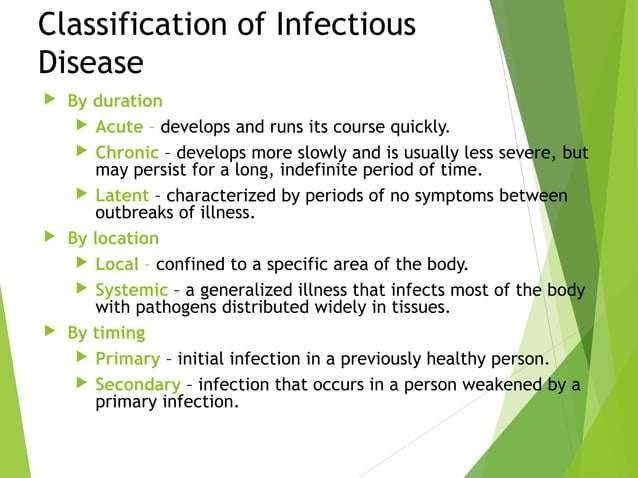 Classification of Infectious
Disease
By duration
Acute – develops and runs its course quickly.
Chronic – develops more slowly and is usually less severe, but
may persist for a long, indefinite period of time.
Latent – characterized by periods of no symptoms between
outbreaks of illness.
By location
Local – confined to a specific area of the body.
Systemic – a generalized illness that infects most of the body
with pathogens distributed widely in tissues.
By timing
Primary – initial infection in a previously healthy person.
Secondary – infection that occurs in a person weakened by a
primary infection.